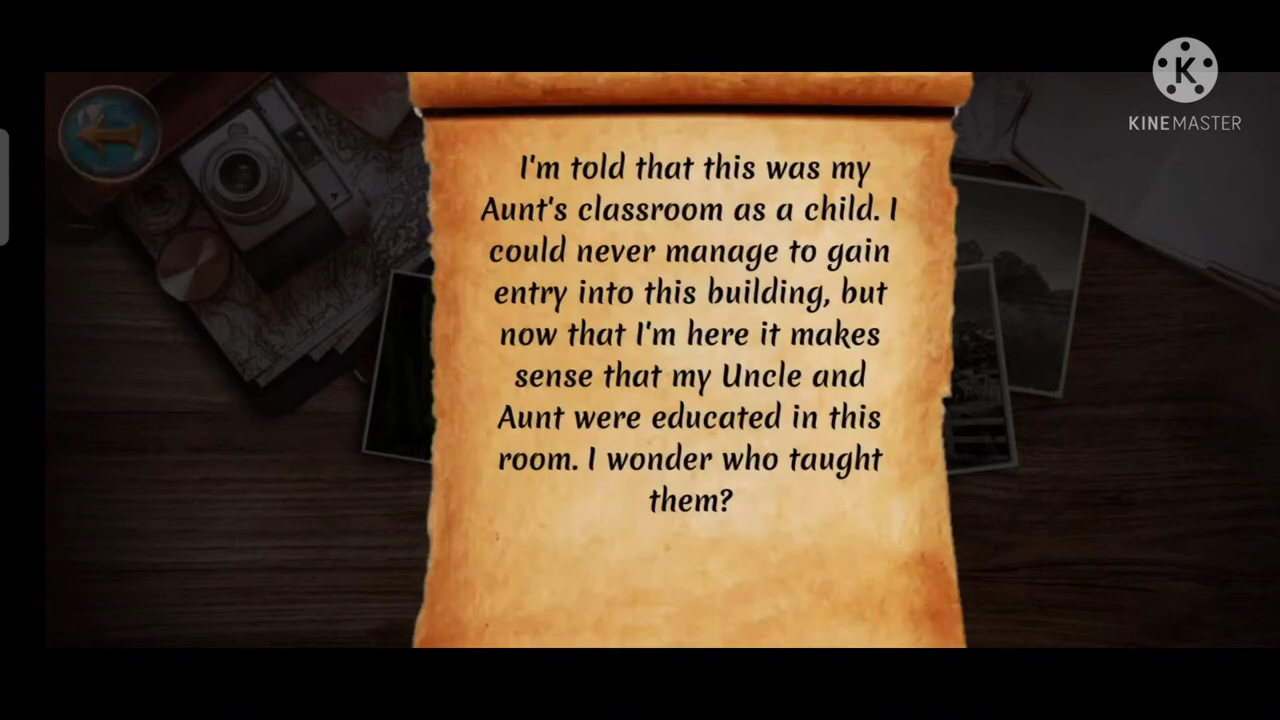 KINEMASTER
I'm told that this was my
Aunt's classroom as a child. I
could never manage to gain
entry into this building, but
now that I'm here it makes
sense that my Uncle and
Aunt were educated in this
room. I wonder who taught
them?